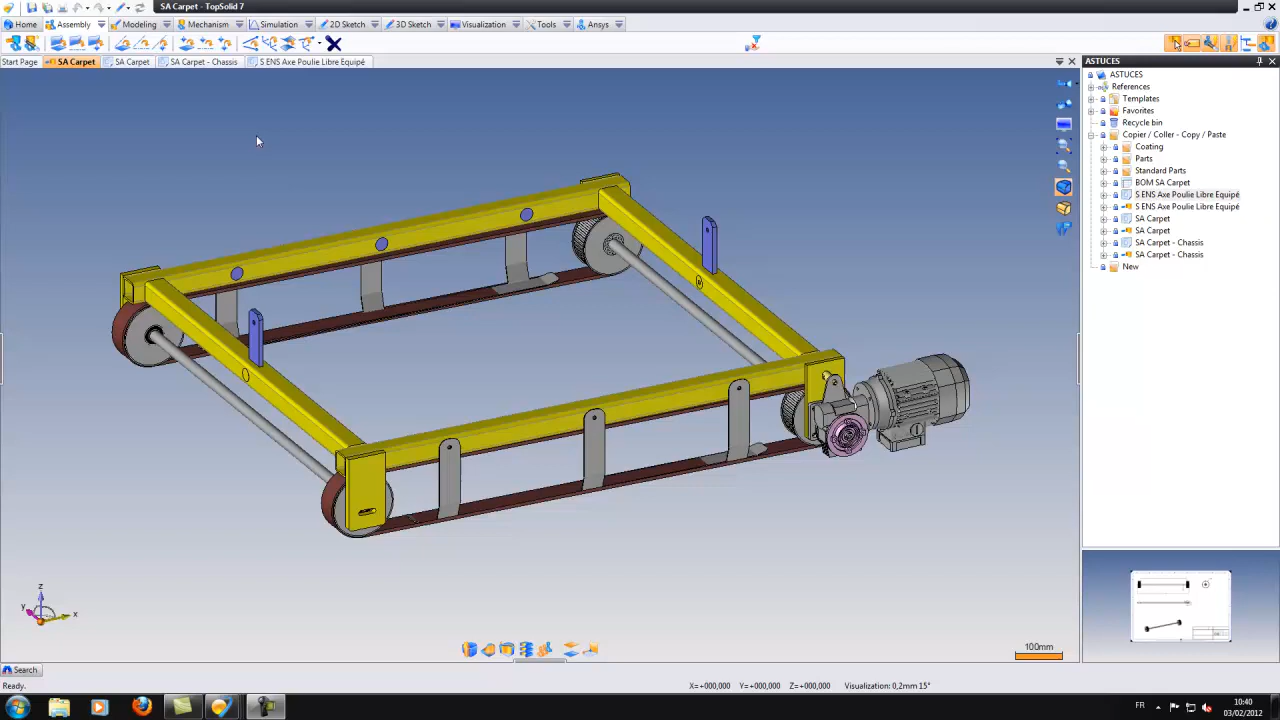 SA Carpet - TopSolid 7
Home Assembly Modeling Mechanism Simulation 2D Sketch 3D Sketch Visualization Tools Ansys
Start Page SA Carpet SA Carpet SA Carpet - Chassis S ENS Axe Poulie Libre Equipé
ASTUCES
ASTUCES
References
Templates
Favorites
Recycle bin
Copier / Coller - Copy / Paste
Coating
Parts
Standard Parts
BOM SA Carpet
S ENS Axe Poulie Libre Equipé
S ENS Axe Poulie Libre Equipé
SA Carpet
SA Carpet
SA Carpet - Chassis
SA Carpet - Chassis
New
z
y
x
100mm
Search
Ready.
X=+000,000 Y=+000,000 Z=+000,000 Visualization: 0,2mm 15°
FR
10:40
03/02/2012